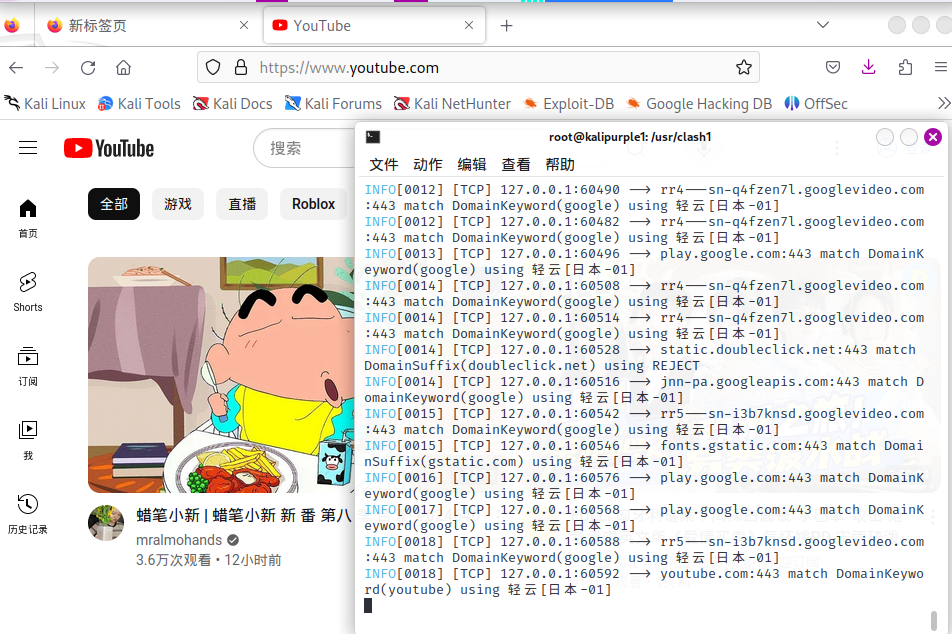 新标签页
YouTube
https://www.youtube.com
Kali Linux
Kali Tools
Kali Docs
Kali Forums
Kali NetHunter
Exploit-DB
Google Hacking DB
OffSec
YouTube
搜索
全部
游戏
直播
Roblox
首页
Shorts
订阅
我
历史记录
蜡笔小新 | 蜡笔小新 新 番 第八
mralmohands
3.6万次观看 • 12小时前
root@kalipurple1: /usr/clash1
文件 动作 编辑 查看 帮助
INFO[0012] [TCP] 127.0.0.1:60490 --> rr4---sn-q4fzen7l.googlevideo.com
:443 match DomainKeyword(google) using 轻云[日本-01]
INFO[0012] [TCP] 127.0.0.1:60482 --> rr4---sn-q4fzen7l.googlevideo.com
:443 match DomainKeyword(google) using 轻云[日本-01]
INFO[0013] [TCP] 127.0.0.1:60496 --> play.google.com:443 match DomainK
eyword(google) using 轻云[日本-01]
INFO[0014] [TCP] 127.0.0.1:60508 --> rr4---sn-q4fzen7l.googlevideo.com
:443 match DomainKeyword(google) using 轻云[日本-01]
INFO[0014] [TCP] 127.0.0.1:60514 --> rr4---sn-q4fzen7l.googlevideo.com
:443 match DomainKeyword(google) using 轻云[日本-01]
INFO[0014] [TCP] 127.0.0.1:60528 --> static.doubleclick.net:443 match
DomainSuffix(doubleclick.net) using REJECT
INFO[0014] [TCP] 127.0.0.1:60516 --> jnn-pa.googleapis.com:443 match D
omainKeyword(google) using 轻云[日本-01]
INFO[0015] [TCP] 127.0.0.1:60542 --> rr5---sn-i3b7knsd.googlevideo.com
:443 match DomainKeyword(google) using 轻云[日本-01]
INFO[0015] [TCP] 127.0.0.1:60546 --> fonts.gstatic.com:443 match Domai
nSuffix(gstatic.com) using 轻云[日本-01]
INFO[0016] [TCP] 127.0.0.1:60576 --> play.google.com:443 match DomainK
eyword(google) using 轻云[日本-01]
INFO[0017] [TCP] 127.0.0.1:60568 --> play.google.com:443 match DomainK
eyword(google) using 轻云[日本-01]
INFO[0018] [TCP] 127.0.0.1:60588 --> rr5---sn-i3b7knsd.googlevideo.com
:443 match DomainKeyword(google) using 轻云[日本-01]
INFO[0018] [TCP] 127.0.0.1:60592 --> youtube.com:443 match DomainKeywo
rd(youtube) using 轻云[日本-01]